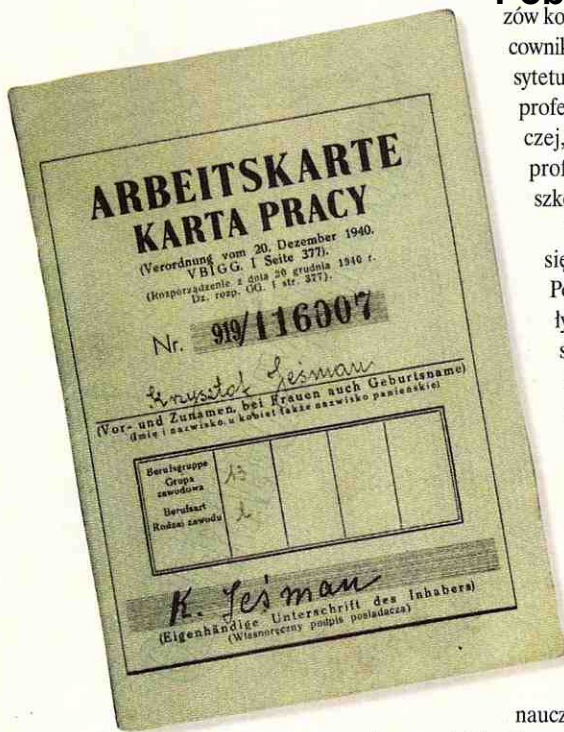 zów ko
cownik
sytetu
profe
czej,
prof
szko
się
Po
ły
s
ARBEITSKARTE
KARTA PRACY
(Verordnung vom 20. Dezember 1940.
VBlGG. I Seite 377).
(Rozporządzenie z dnia 20 grudnia 1940 r.
Dz. rozp. GG. I str. 377).
Nr. 919/116007
Krzysztof Jeśman
(Vor- und Zunamen, bei Frauen auch Geburtsname)
(Imię i nazwisko, u kobiet także nazwisko panieńskie)
Berufsgruppe
Grupa
zawodowa
13
Berufsart
Rodzaj zawodu
K. Jeśman
(Eigenhändige Unterschrift des Inhabers)
(Własnoręczny podpis posiadacza)
naucz